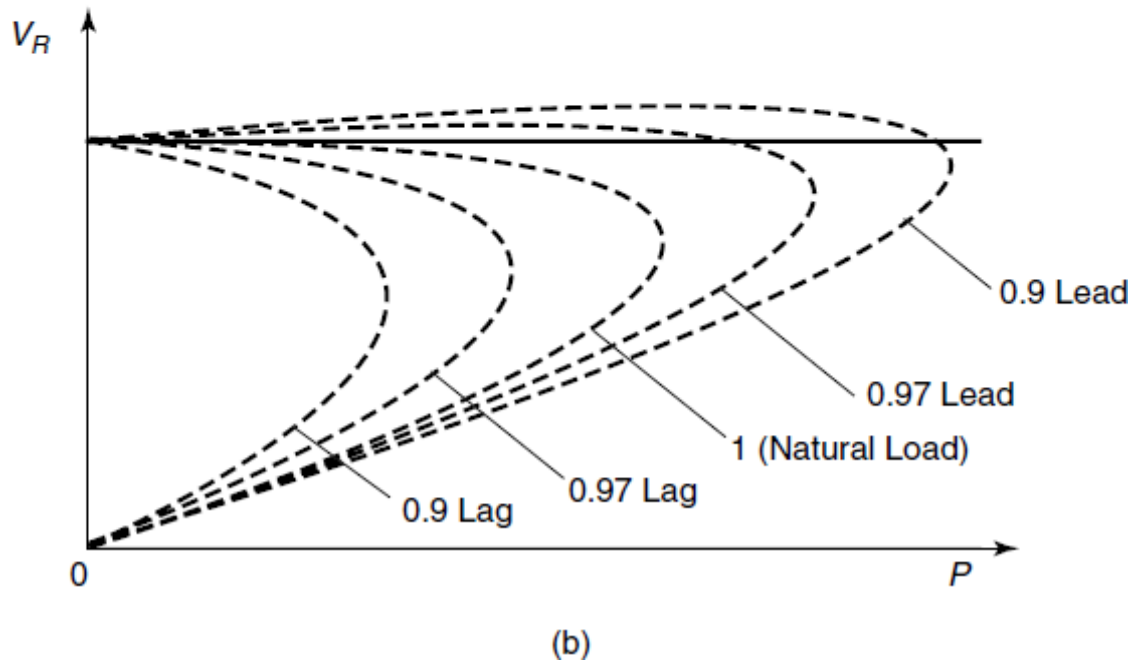 V_R
0.9 Lead
0.97 Lead
1 (Natural Load)
0.97 Lag
0.9 Lag
0
P
(b)